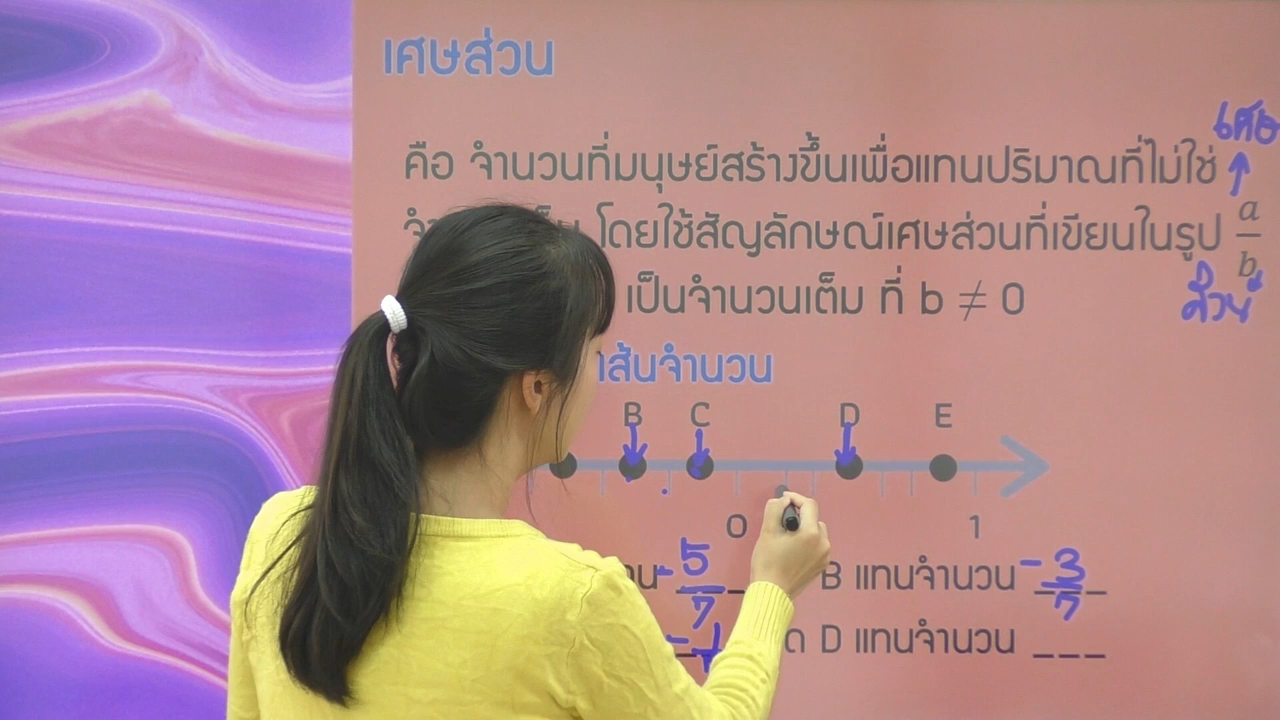 เศษส่วน
เศษ
คือ จำนวนที่มนุษย์สร้างขึ้นเพื่อแทนปริมาณที่ไม่ใช่
โดยใช้สัญลักษณ์เศษส่วนที่เขียนในรูป a/b
ส่วน
เป็นจำนวนเต็ม ที่ b ≠ 0
เส้นจำนวน
B C D E
0 1
-5/7 B แทนจำนวน -3/7
D แทนจำนวน ___